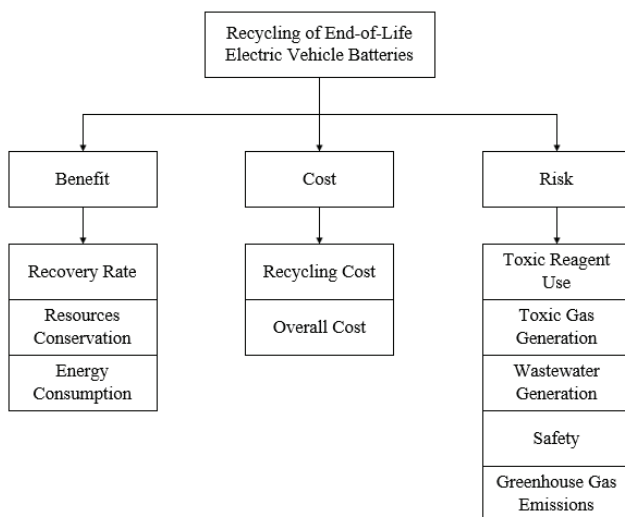 Recycling of End-of-Life
Electric Vehicle Batteries
Benefit
Cost
Risk
Recovery Rate
Resources
Conservation
Energy
Consumption
Recycling Cost
Overall Cost
Toxic Reagent
Use
Toxic Gas
Generation
Wastewater
Generation
Safety
Greenhouse Gas
Emissions